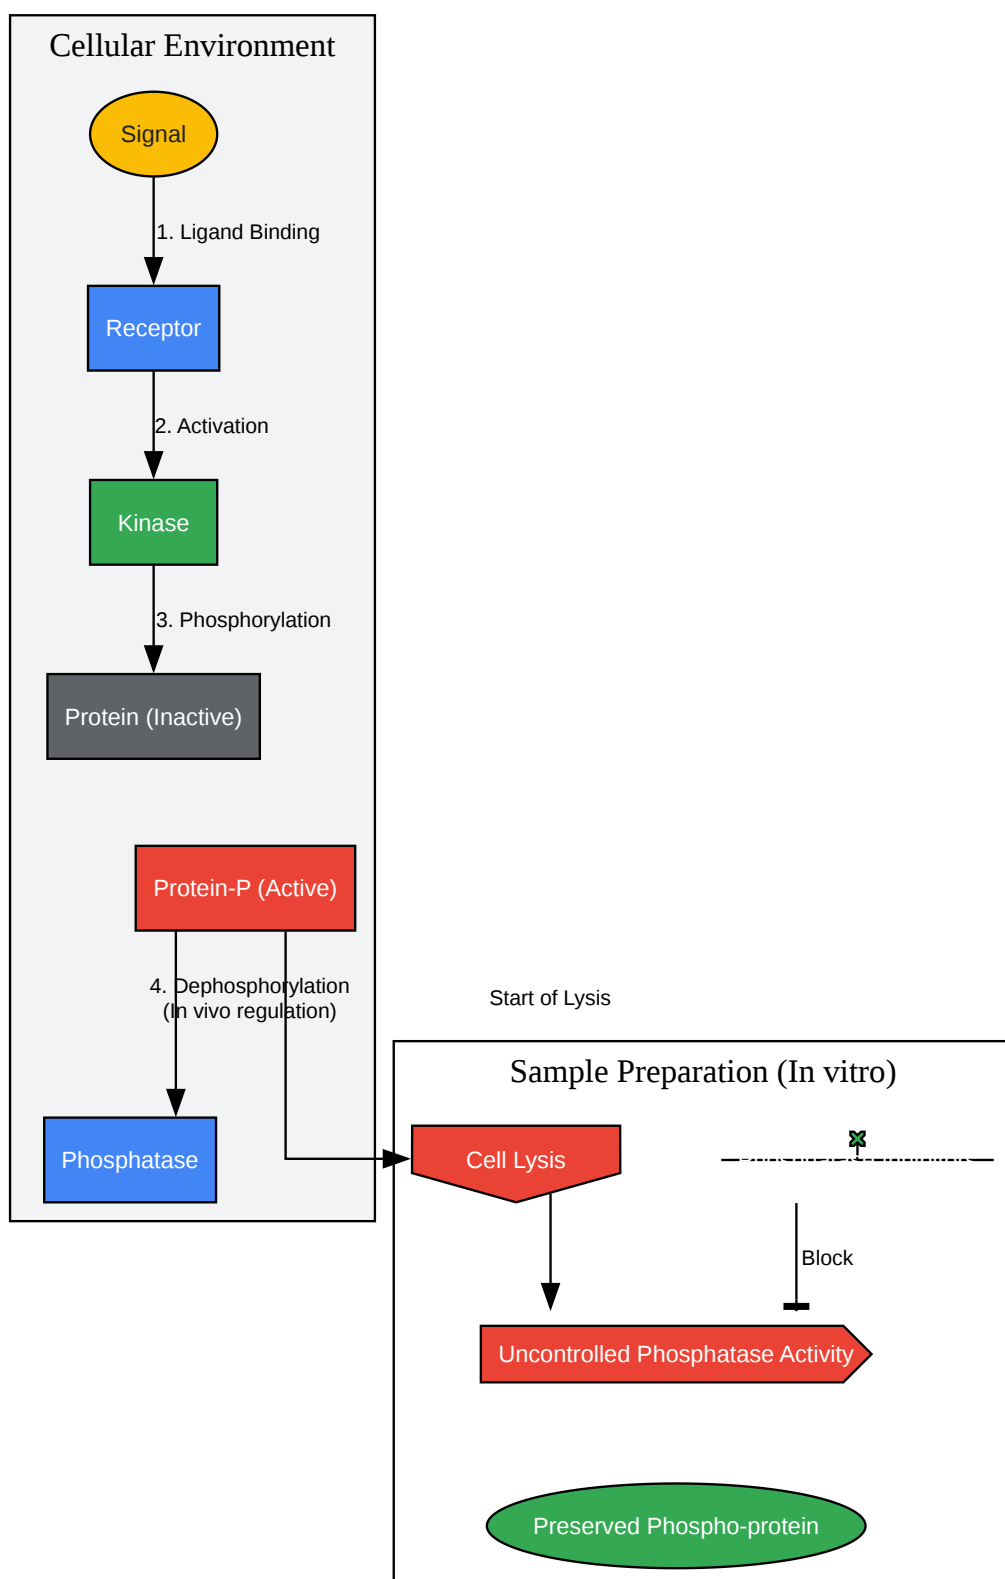 Cellular Environment
Signal
1. Ligand Binding
Receptor
2. Activation
Kinase
3. Phosphorylation
Protein (Inactive)
Protein-P (Active)
4. Dephosphorylation
(In vivo regulation)
Phosphatase
Start of Lysis
Sample Preparation (In vitro)
Cell Lysis
Block
Uncontrolled Phosphatase Activity
Preserved Phospho-protein